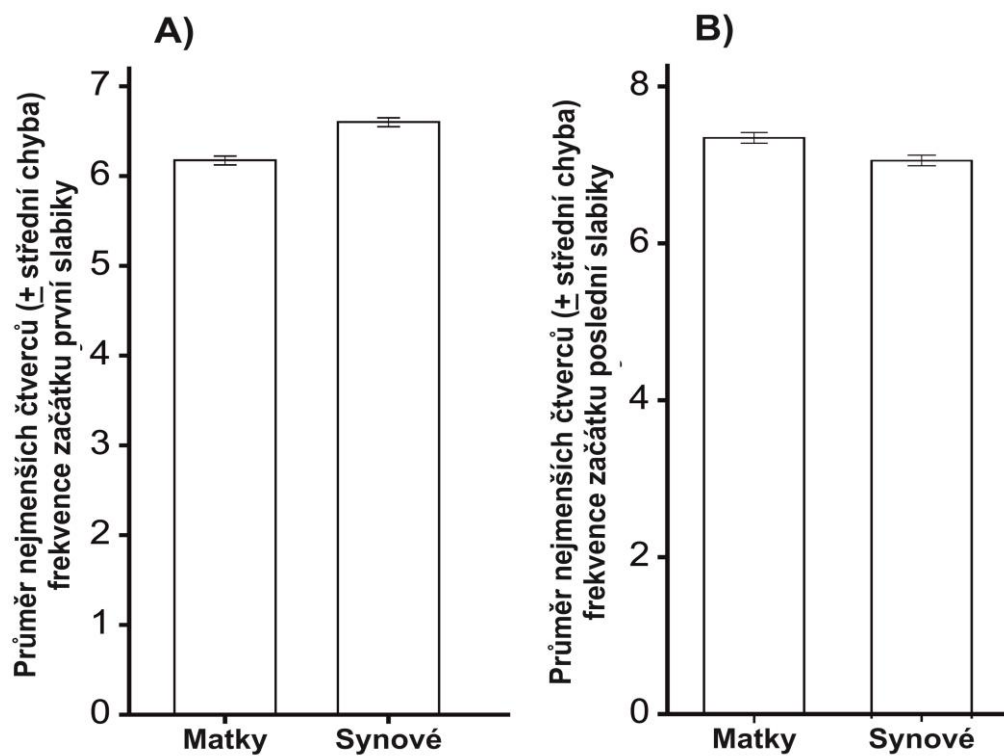 A)
Průměr nejmenších čtverců (± střední chyba)
frekvence začátku první slabiky
7
6
5
4
3
2
1
0
Matky
Synové
B)
Průměr nejmenších čtverců (± střední chyba)
frekvence začátku poslední slabiky
8
6
4
2
0
Matky
Synové